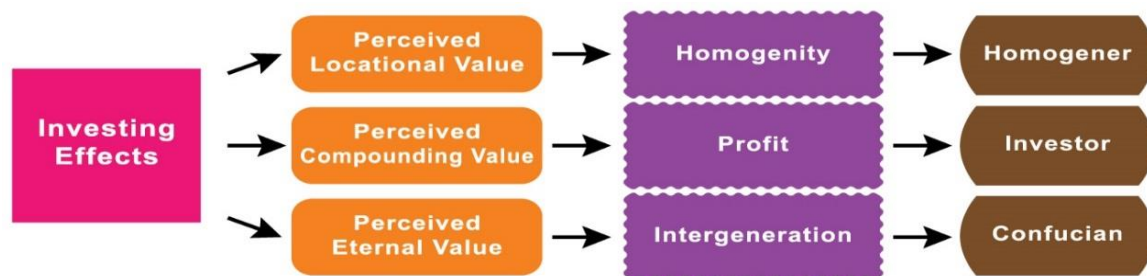 Investing
Effects
Perceived
Locational Value
Homogenity
Homogener
Perceived
Compounding Value
Profit
Investor
Perceived
Eternal Value
Intergeneration
Confucian